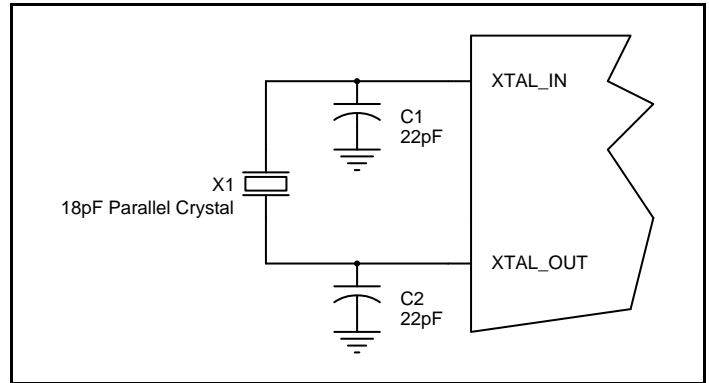 XTAL_IN
C1
22pF
X1
18pF Parallel Crystal
XTAL_OUT
C2
22pF